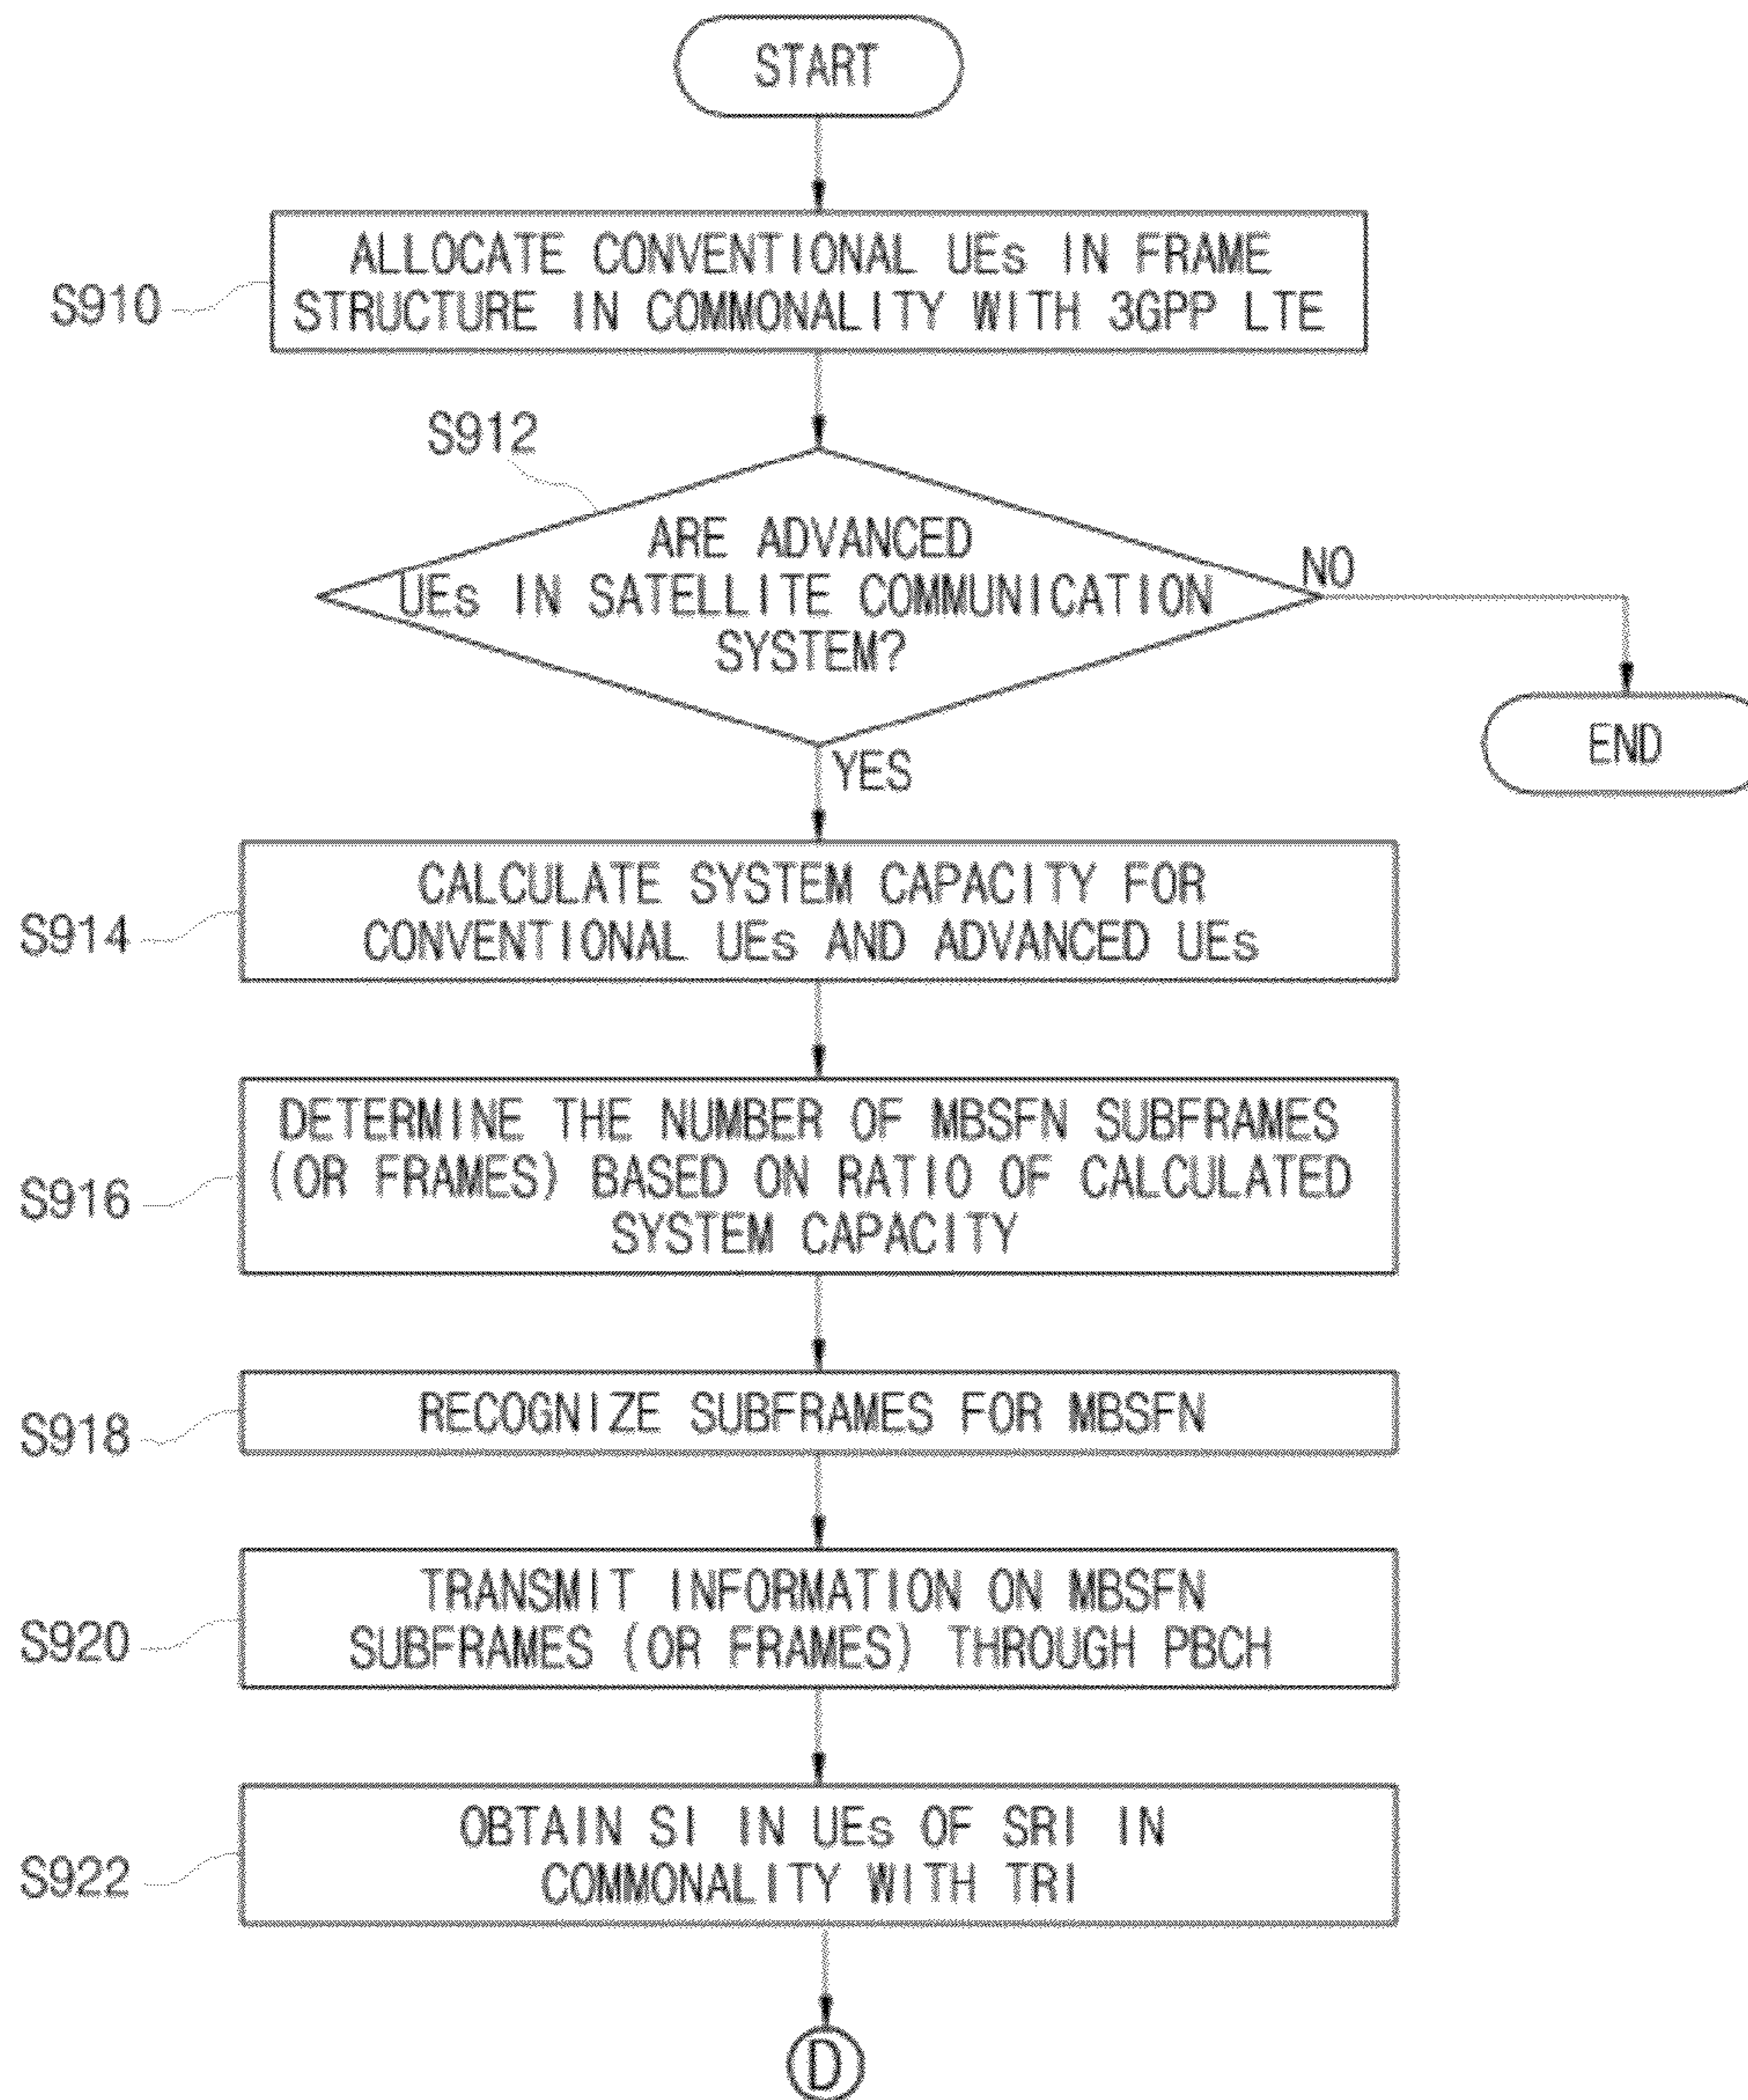 START
S910
ALLOCATE CONVENTIONAL UEs IN FRAME
STRUCTURE IN COMMONALITY WITH 3GPP LTE
S912
ARE ADVANCED
UEs IN SATELLITE COMMUNICATION
SYSTEM?
NO
END
YES
S914
CALCULATE SYSTEM CAPACITY FOR
CONVENTIONAL UEs AND ADVANCED UEs
S916
DETERMINE THE NUMBER OF MBSFN SUBFRAMES
(OR FRAMES) BASED ON RATIO OF CALCULATED
SYSTEM CAPACITY
S918
RECOGNIZE SUBFRAMES FOR MBSFN
S920
TRANSMIT INFORMATION ON MBSFN
SUBFRAMES (OR FRAMES) THROUGH PBCH
S922
OBTAIN SI IN UEs OF SRI IN
COMMONALITY WITH TRI
D